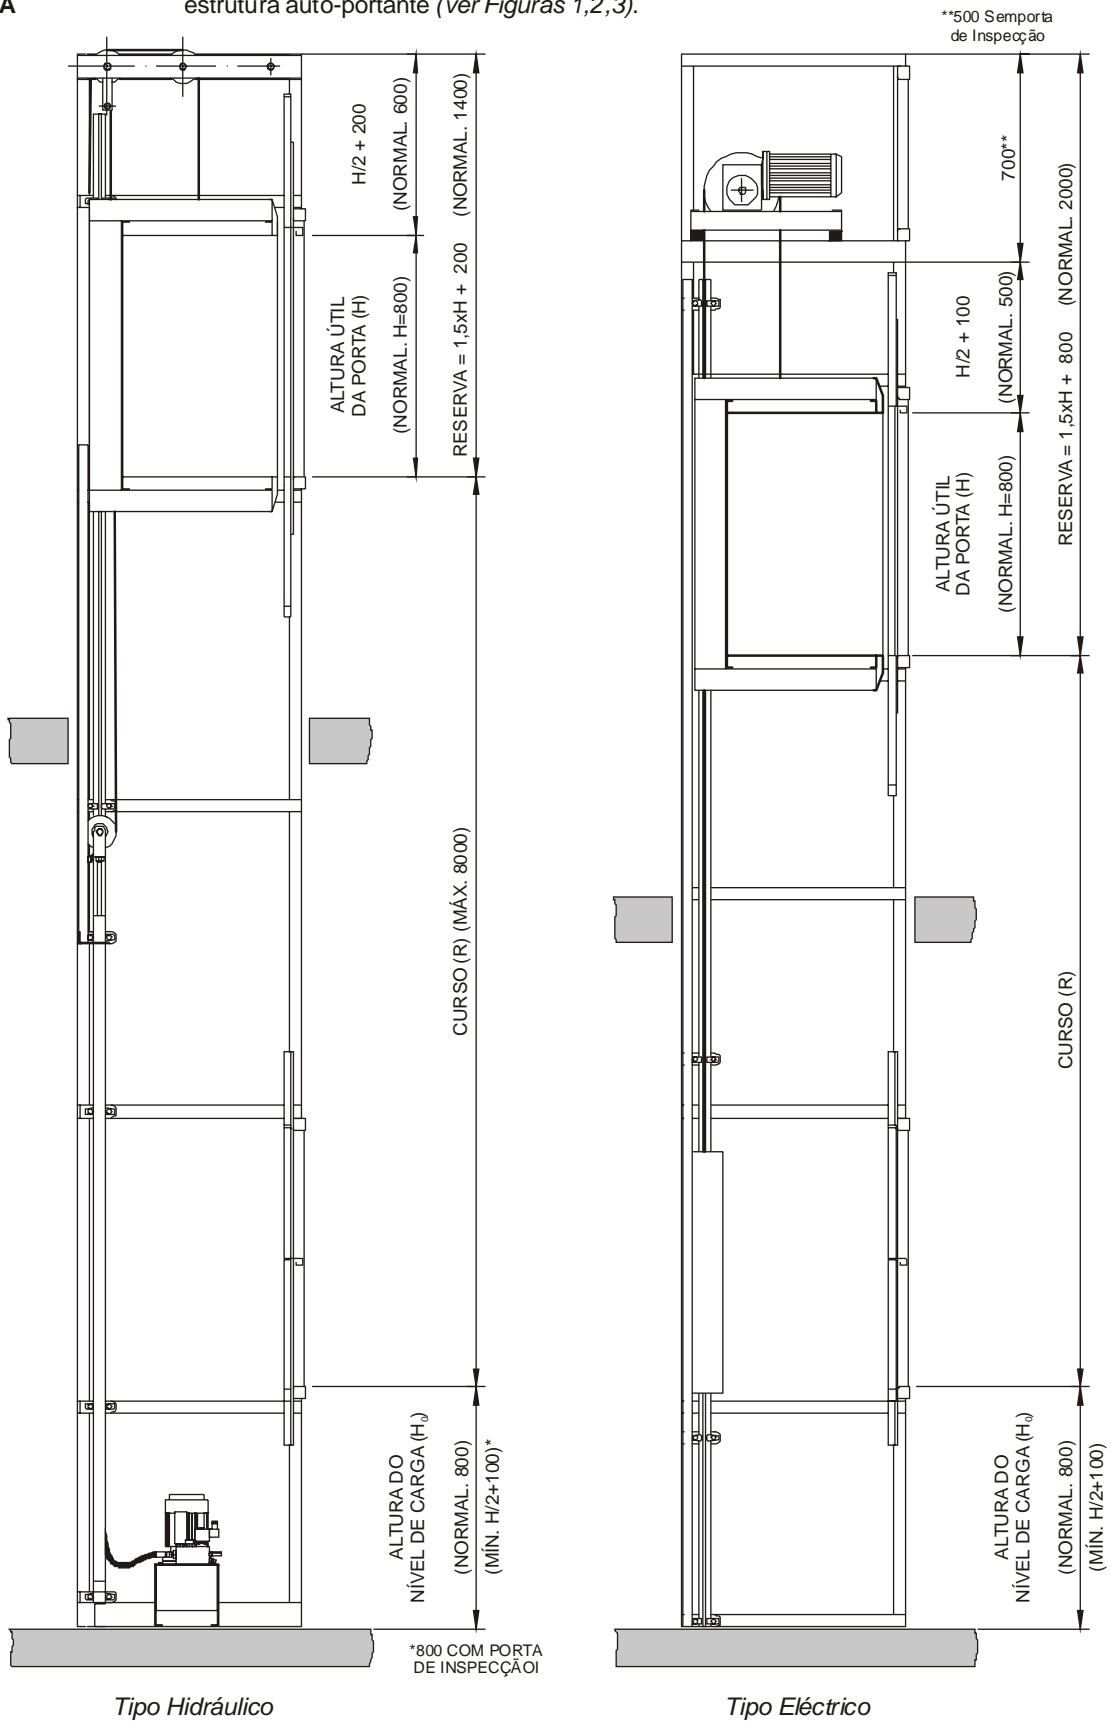 A
estrutura auto-portante (ver Figuras 1,2,3).
**500 Semporta
de Inspecção
H/2 + 200
(NORMAL. 600)
ALTURA ÚTIL
DA PORTA (H)
(NORMAL. H=800)
RESERVA = 1,5xH + 200 (NORMAL. 1400)
CURSO (R) (MÁX. 8000)
ALTURA DO
NÍVEL DE CARGA (H₀)
(NORMAL. 800)
(MÍN. H/2+100)*
*800 COM PORTA
DE INSPECÇÃOI
Tipo Hidráulico
700**
H/2 + 100
(NORMAL. 500)
ALTURA ÚTIL
DA PORTA (H)
(NORMAL. H=800)
RESERVA = 1,5xH + 800 (NORMAL. 2000)
CURSO (R)
ALTURA DO
NÍVEL DE CARGA (H₀)
(NORMAL. 800)
(MÍN. H/2+100)
Tipo Eléctrico